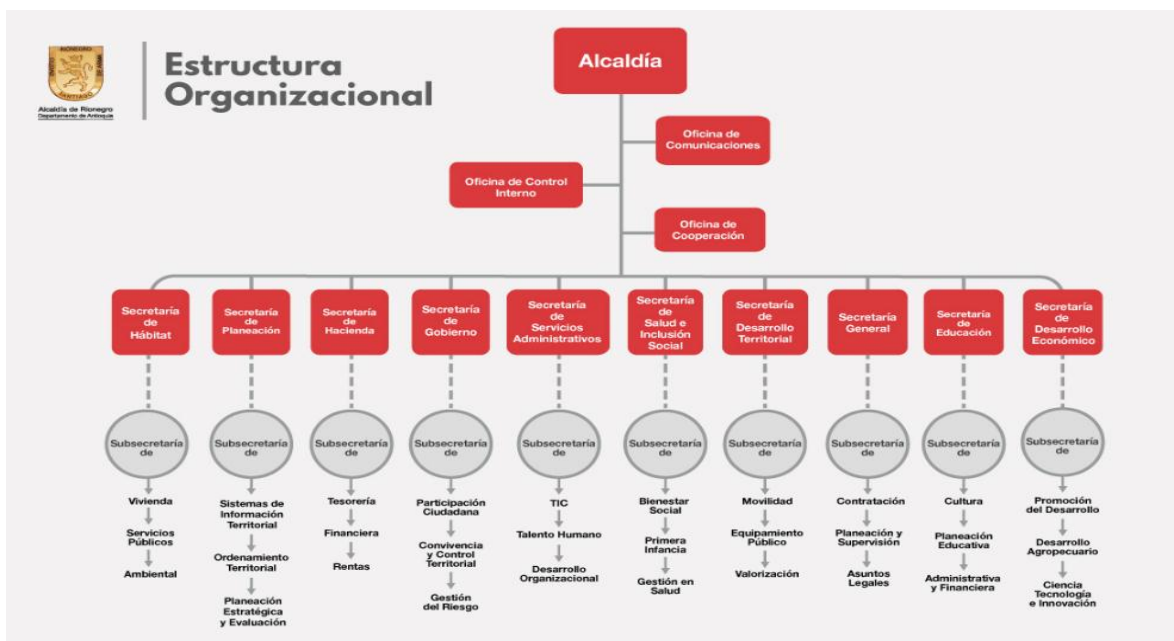 Estructura
Organizacional
Alcaldía de Rionegro
Departamento de Antioquia
RIONEGRO
SANTIAGO
Alcaldía
Oficina de
Comunicaciones
Oficina de Control
Interno
Oficina de
Cooperación
Secretaría
de
Hábitat
Secretaría
de
Planeación
Secretaría
de
Hacienda
Secretaría
de
Gobierno
Secretaría
de
Servicios
Administrativos
Secretaría
de
Salud e
Inclusión
Social
Secretaría
de
Desarrollo
Territorial
Secretaría
General
Secretaría
de
Educación
Secretaría
de
Desarrollo
Económico
Subsecretaría
de
Subsecretaría
de
Subsecretaría
de
Subsecretaría
de
Subsecretaría
de
Subsecretaría
de
Subsecretaría
de
Subsecretaría
de
Subsecretaría
de
Subsecretaría
de
Vivienda
Servicios
Públicos
Ambiental
Sistemas de
Información
Territorial
Ordenamiento
Territorial
Planeación
Estratégica
y Evaluación
Tesorería
Financiera
Rentas
Participación
Ciudadana
Convivencia
y Control
Territorial
Gestión
del Riesgo
TIC
Talento Humano
Desarrollo
Organizacional
Bienestar
Social
Primera
Infancia
Gestión en
Salud
Movilidad
Equipamiento
Público
Valorización
Contratación
Planeación y
Supervisión
Asuntos
Legales
Cultura
Planeación
Educativa
Administrativa
y Financiera
Promoción
del Desarrollo
Desarrollo
Agropecuario
Ciencia
Tecnología
e Innovación